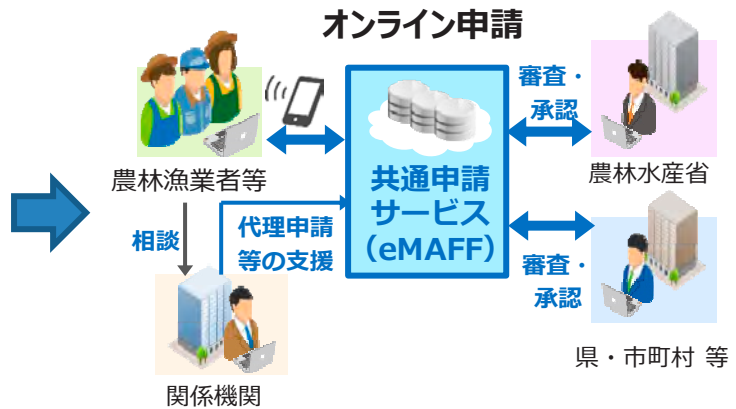 オンライン申請
農林漁業者等
相談
関係機関
代理申請
等の支援
共通申請
サービス
（eMAFF）
審査・
承認
農林水産省
審査・
承認
県・市町村 等